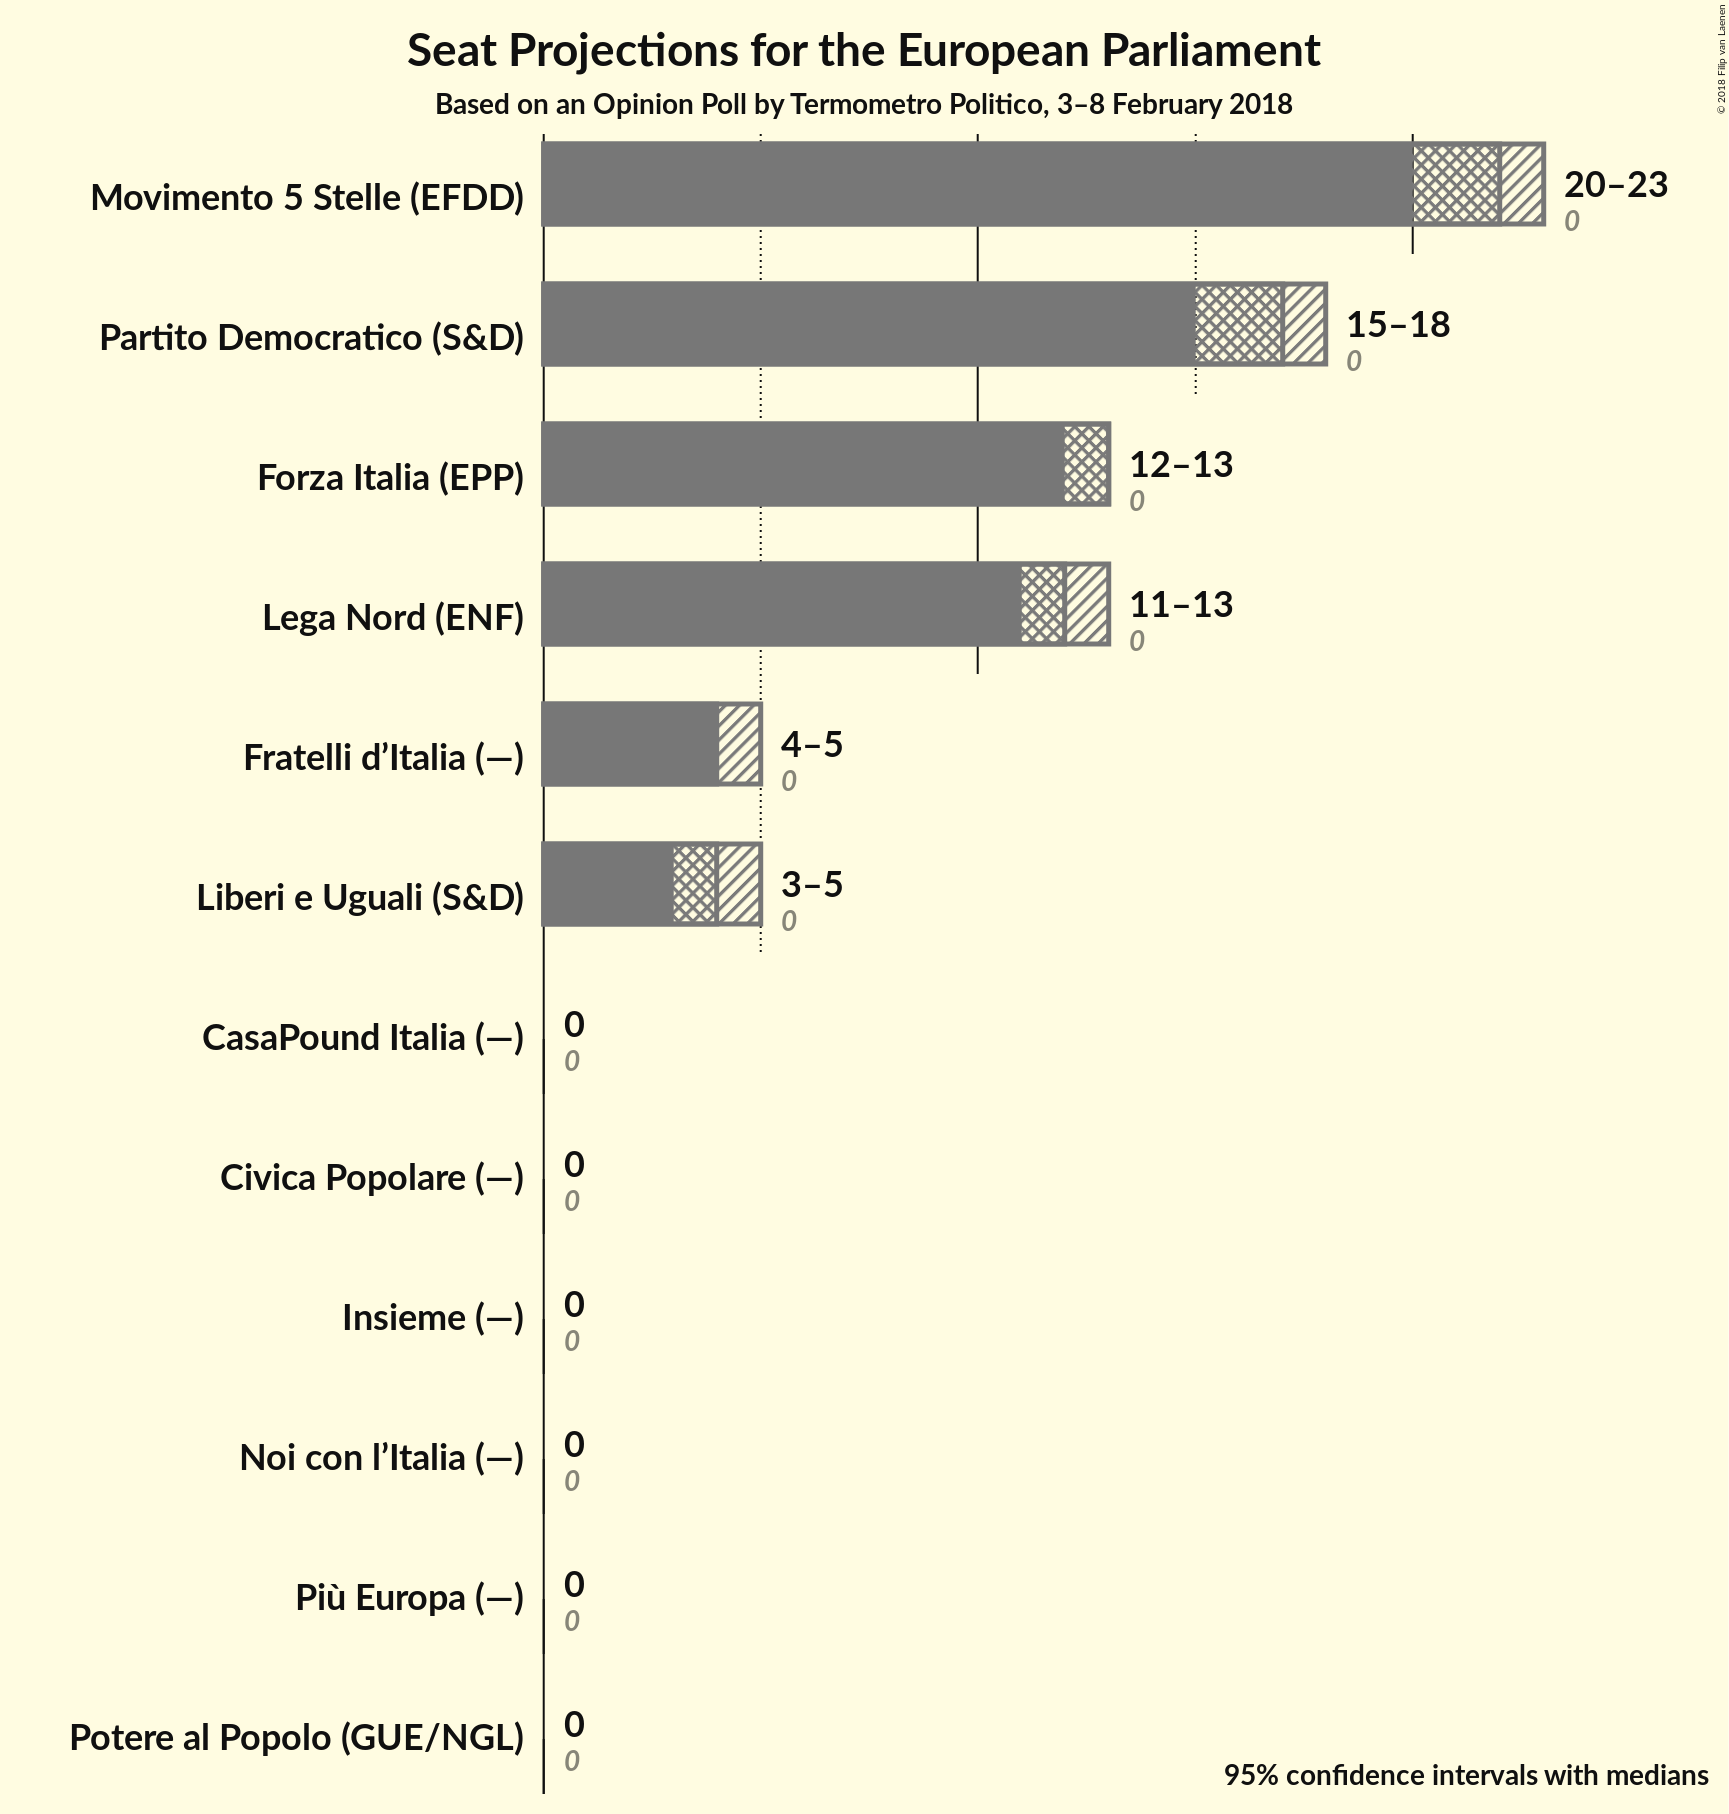 Seat Projections for the European Parliament
Based on an Opinion Poll by Termometro Politico, 3–8 February 2018
© 2018 Filip van Laenen
Movimento 5 Stelle (EFDD)
20–23
0
Partito Democratico (S&D)
15–18
0
Forza Italia (EPP)
12–13
0
Lega Nord (ENF)
11–13
0
Fratelli d’Italia (—)
4–5
0
Liberi e Uguali (S&D)
3–5
0
CasaPound Italia (—)
0
0
Civica Popolare (—)
0
0
Insieme (—)
0
0
Noi con l’Italia (—)
0
0
Più Europa (—)
0
0
Potere al Popolo (GUE/NGL)
0
0
95% confidence intervals with medians